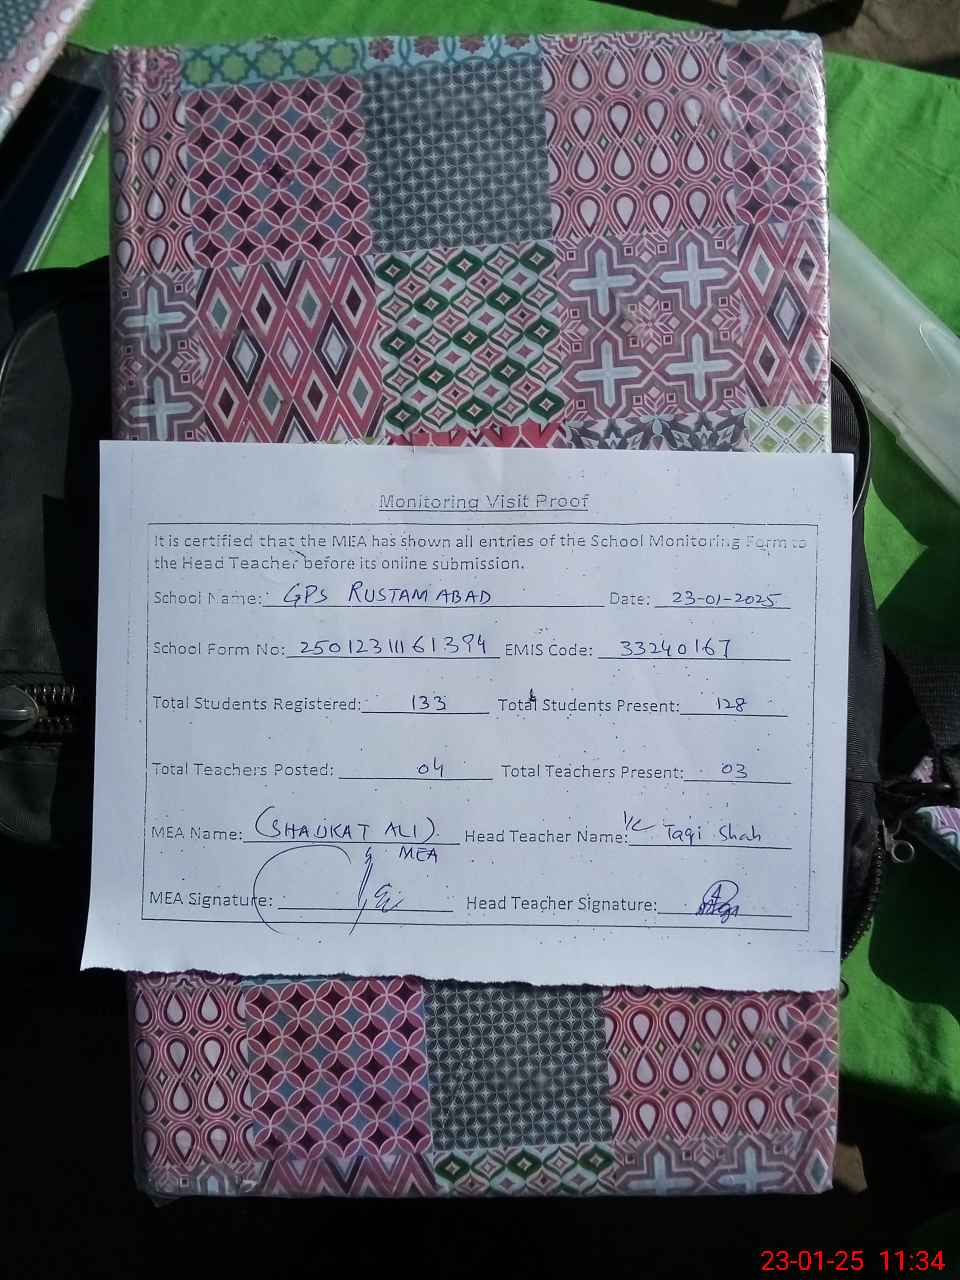 Monitoring Visit Proof
It is certified that the MEA has shown all entries of the School Monitoring Form to
the Head Teacher before its online submission.
School Name: GPS RUSTAM ABAD Date: 23-01-2025
School Form No: 25012311161394 EMIS Code: 33240167
Total Students Registered: 133 Total Students Present: 128
Total Teachers Posted: 04 Total Teachers Present: 03
MEA Name: (SHAUKAT ALI) Head Teacher Name: I/C Taqi Shah
MEA
MEA Signature: Head Teacher Signature:
23-01-25 11:34